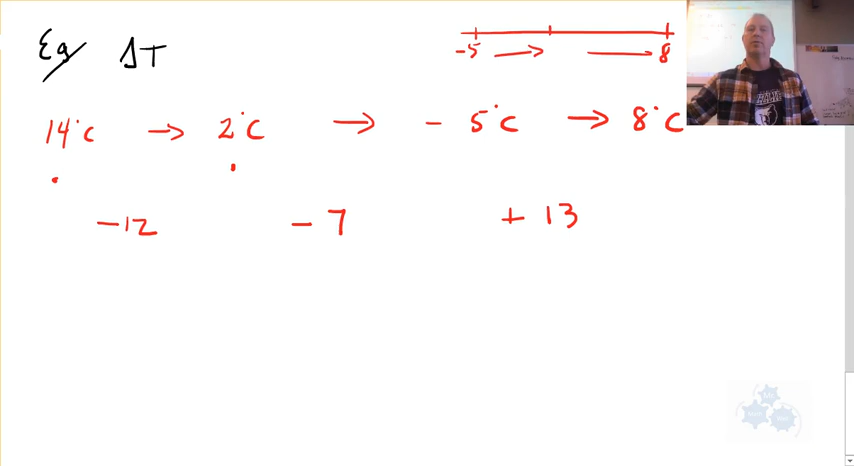 Eg ΔT
-5 → → 8
14°C → 2°C → - 5°C → 8°C
-12 - 7 + 13